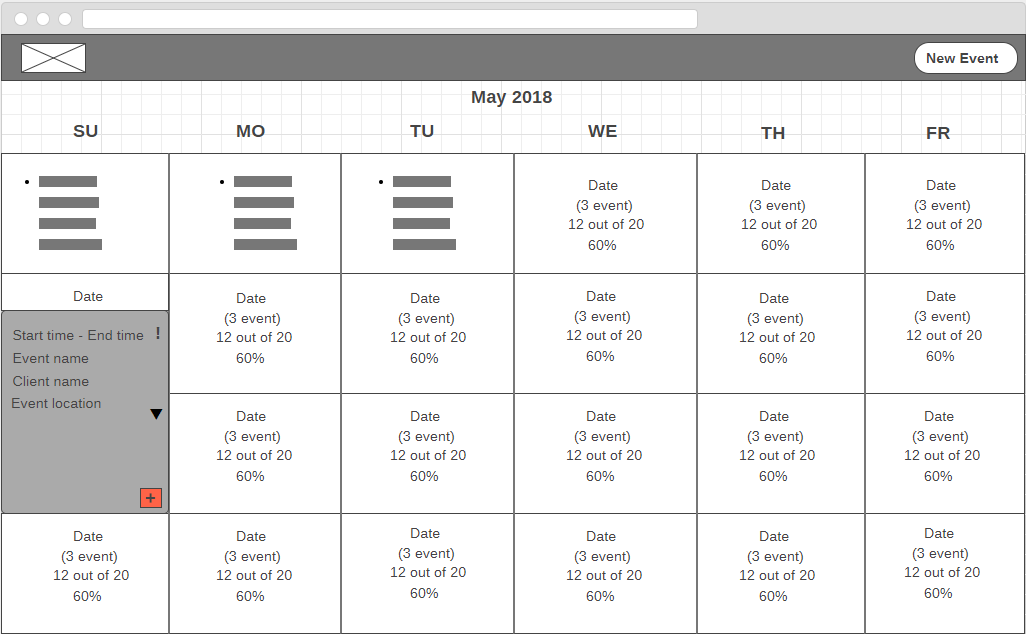 New Event
May 2018
SU MO TU WE TH FR
Date
(3 event)
12 out of 20
60%
Date
(3 event)
12 out of 20
60%
Date
(3 event)
12 out of 20
60%
Date
Start time - End time !
Event name
Client name
Event location
+
Date
(3 event)
12 out of 20
60%
Date
(3 event)
12 out of 20
60%
Date
(3 event)
12 out of 20
60%
Date
(3 event)
12 out of 20
60%
Date
(3 event)
12 out of 20
60%
Date
(3 event)
12 out of 20
60%
Date
(3 event)
12 out of 20
60%
Date
(3 event)
12 out of 20
60%
Date
(3 event)
12 out of 20
60%
Date
(3 event)
12 out of 20
60%
Date
(3 event)
12 out of 20
60%
Date
(3 event)
12 out of 20
60%
Date
(3 event)
12 out of 20
60%
Date
(3 event)
12 out of 20
60%
Date
(3 event)
12 out of 20
60%
Date
(3 event)
12 out of 20
60%